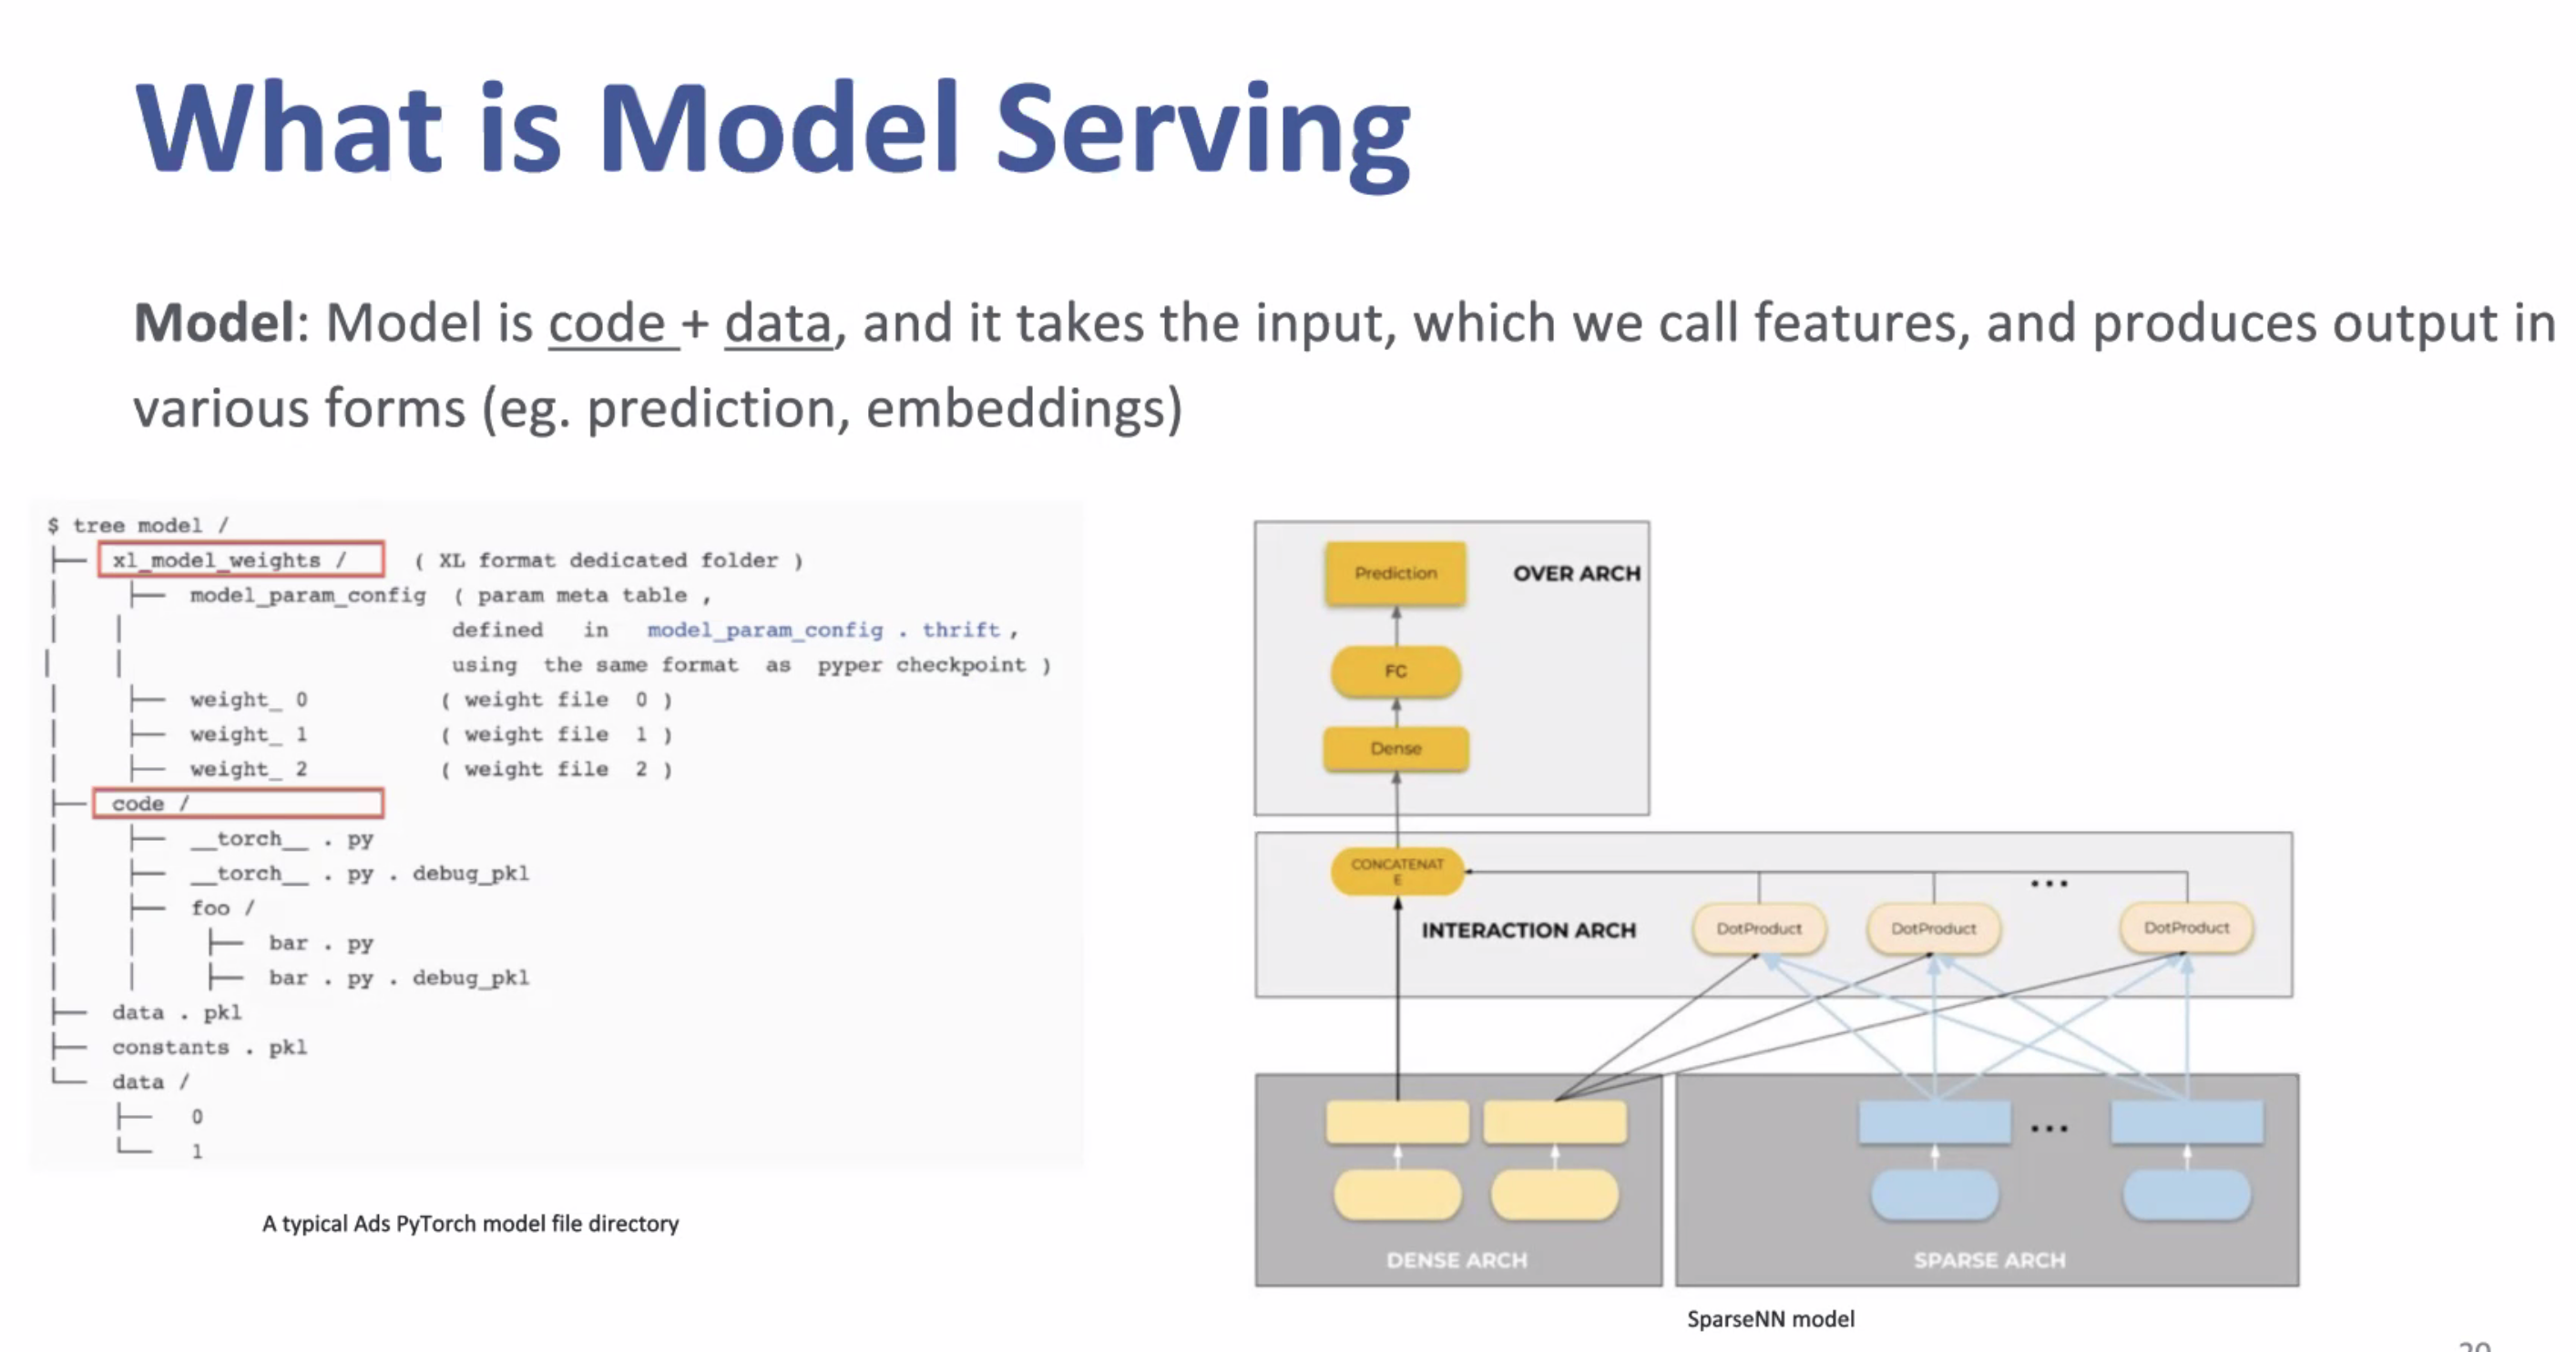 What is Model Serving
Model: Model is code + data, and it takes the input, which we call features, and produces output in
various forms (eg. prediction, embeddings)
$ tree model /
├── xl_model_weights / ( XL format dedicated folder )
│ ├── model_param_config ( param meta table ,
│ │ defined in model_param_config . thrift ,
│ │ using the same format as pyper checkpoint )
│ ├── weight_ 0 ( weight file 0 )
│ ├── weight_ 1 ( weight file 1 )
│ ├── weight_ 2 ( weight file 2 )
├── code /
│ ├── __torch__ . py
│ ├── __torch__ . py . debug_pkl
│ ├── foo /
│ │ ├── bar . py
│ │ ├── bar . py . debug_pkl
├── data . pkl
├── constants . pkl
└── data /
├── 0
└── 1
A typical Ads PyTorch model file directory
Prediction
OVER ARCH
FC
Dense
CONCATENAT
E
...
INTERACTION ARCH
DotProduct
DotProduct
DotProduct
...
DENSE ARCH
SPARSE ARCH
SparseNN model